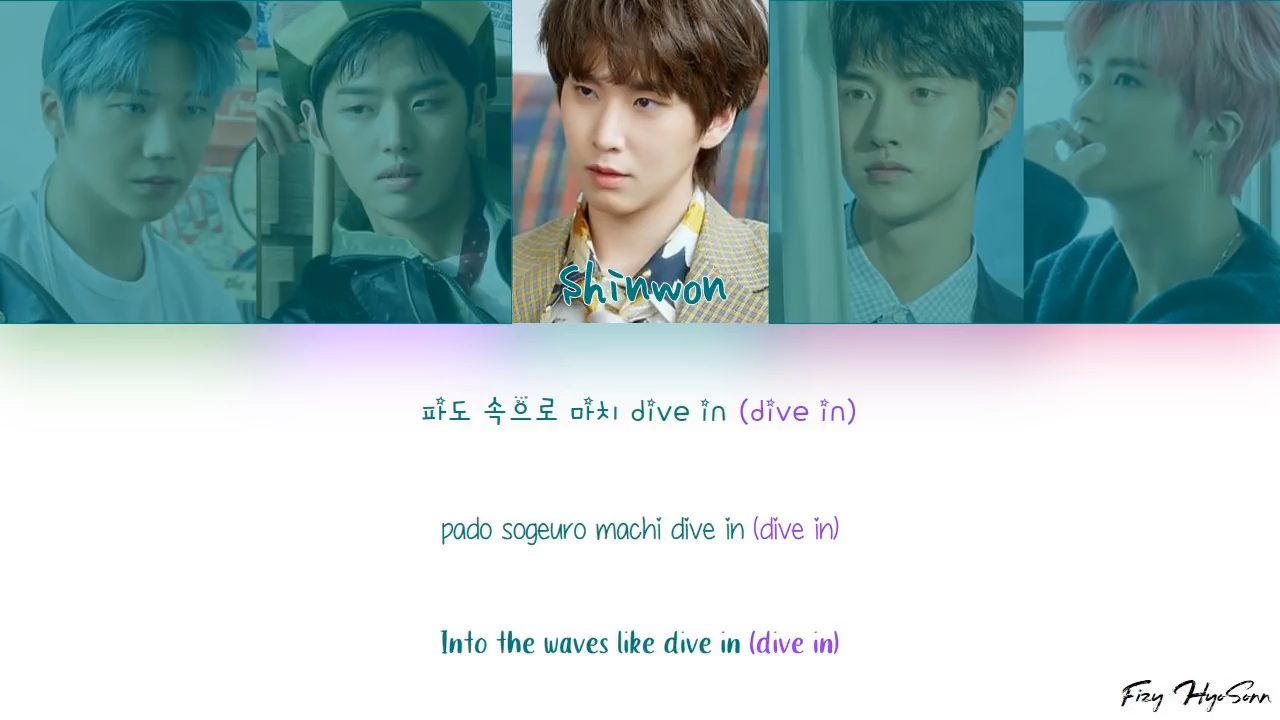 Shinwon
파도 속으로 마치 dive in (dive in)
pado sogeuro machi dive in (dive in)
Into the waves like dive in (dive in)
Fizy HyoSonn